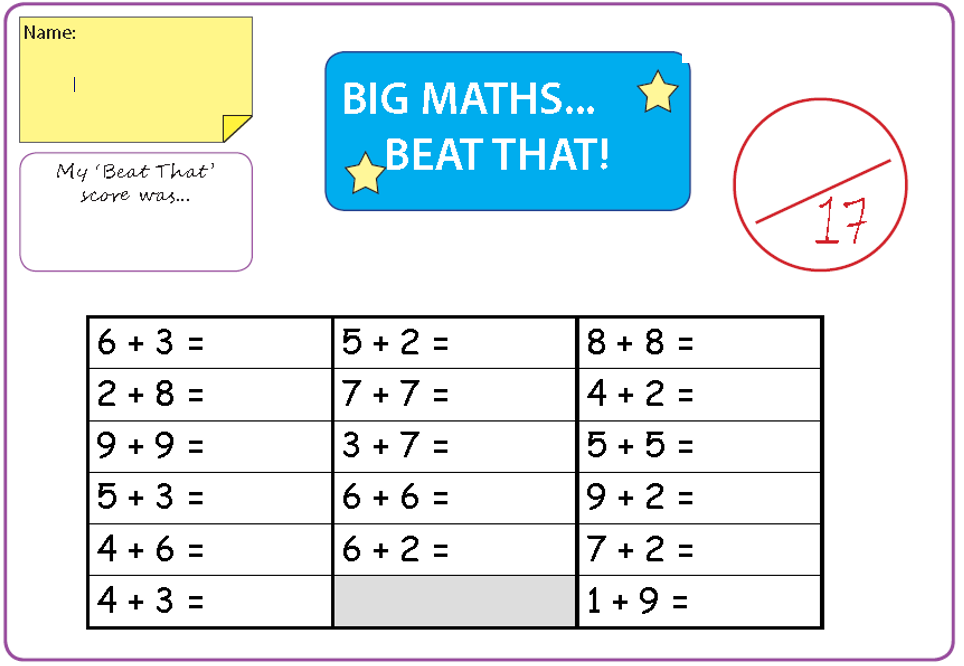 Name:
BIG MATHS...
BEAT THAT!
My ‘Beat That’
score was...
17
6 + 3 = 5 + 2 = 8 + 8 =
2 + 8 = 7 + 7 = 4 + 2 =
9 + 9 = 3 + 7 = 5 + 5 =
5 + 3 = 6 + 6 = 9 + 2 =
4 + 6 = 6 + 2 = 7 + 2 =
4 + 3 = 1 + 9 =